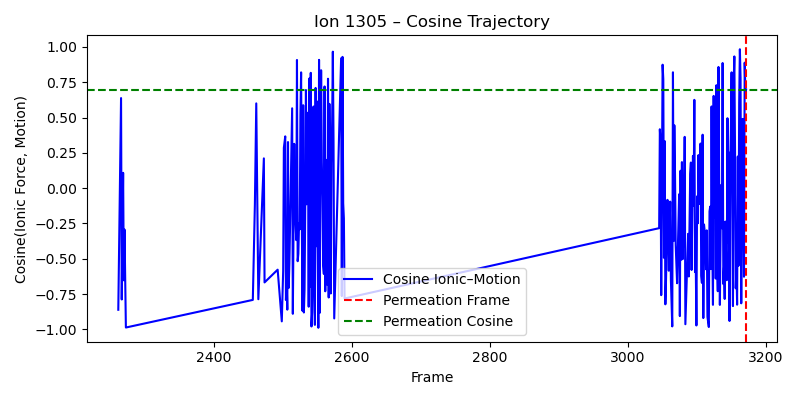 Ion 1305 – Cosine Trajectory
Cosine(Ionic Force, Motion)
1.00
0.75
0.50
0.25
0.00
−0.25
−0.50
−0.75
−1.00
Cosine Ionic–Motion
Permeation Frame
Permeation Cosine
2400
2600
2800
3000
3200
Frame